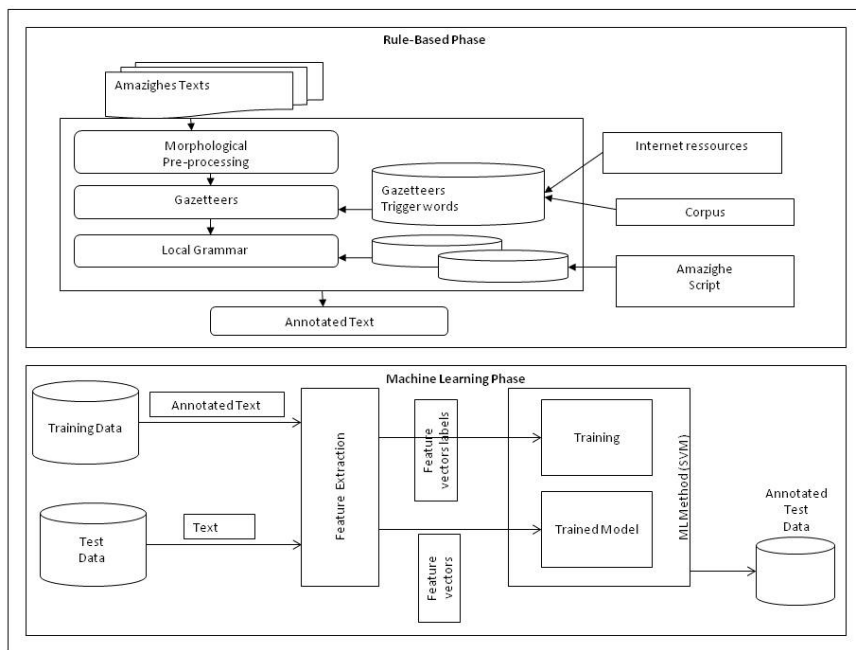 Rule-Based Phase
Amazighes Texts
Morphological
Pre-processing
Internet ressources
Gazetteers
Gazetteers
Trigger words
Corpus
Local Grammar
Amazighe
Script
Annotated Text
Machine Learning Phase
Training Data
Annotated Text
Feature Extraction
Feature
vectors labels
Training
ML Method (SVM)
Annotated
Test
Data
Test
Data
Text
Feature
vectors
Trained Model